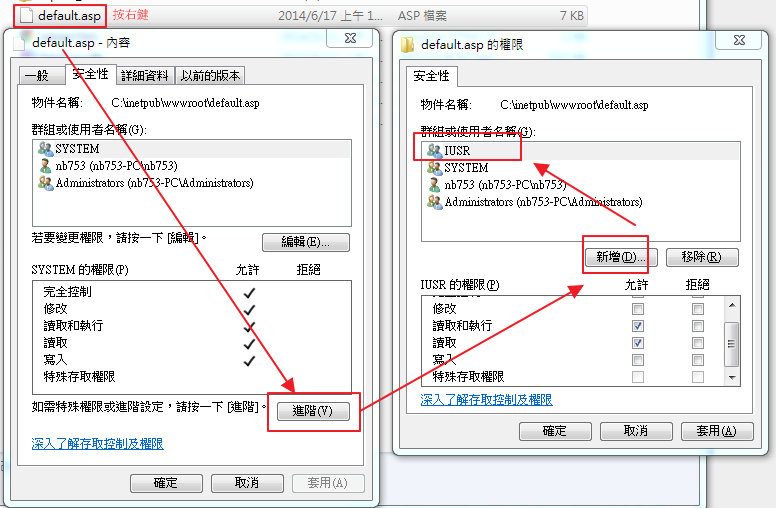 default.asp 按右鍵 2014/6/17 上午 1... ASP 檔案 7 KB
default.asp - 內容
一般 安全性 詳細資料 以前的版本
物件名稱: C:\inetpub\wwwroot\default.asp
群組或使用者名稱(G):
SYSTEM
nb753 (nb753-PC\nb753)
Administrators (nb753-PC\Administrators)
若要變更權限，請按一下 [編輯]。
編輯(E)...
SYSTEM 的權限(P) 允許 拒絕
完全控制
修改
讀取和執行
讀取
寫入
特殊存取權限
如需特殊權限或進階設定，請按一下 [進階]。
進階(V)
深入了解存取控制及權限
確定 取消 套用(A)
default.asp 的權限
安全性
物件名稱: C:\inetpub\wwwroot\default.asp
群組或使用者名稱(G):
IUSR
SYSTEM
nb753 (nb753-PC\nb753)
Administrators (nb753-PC\Administrators)
新增(D)... 移除(R)
IUSR 的權限(P) 允許 拒絕
修改
讀取和執行
讀取
寫入
特殊存取權限
深入了解存取控制及權限
確定 取消 套用(A)